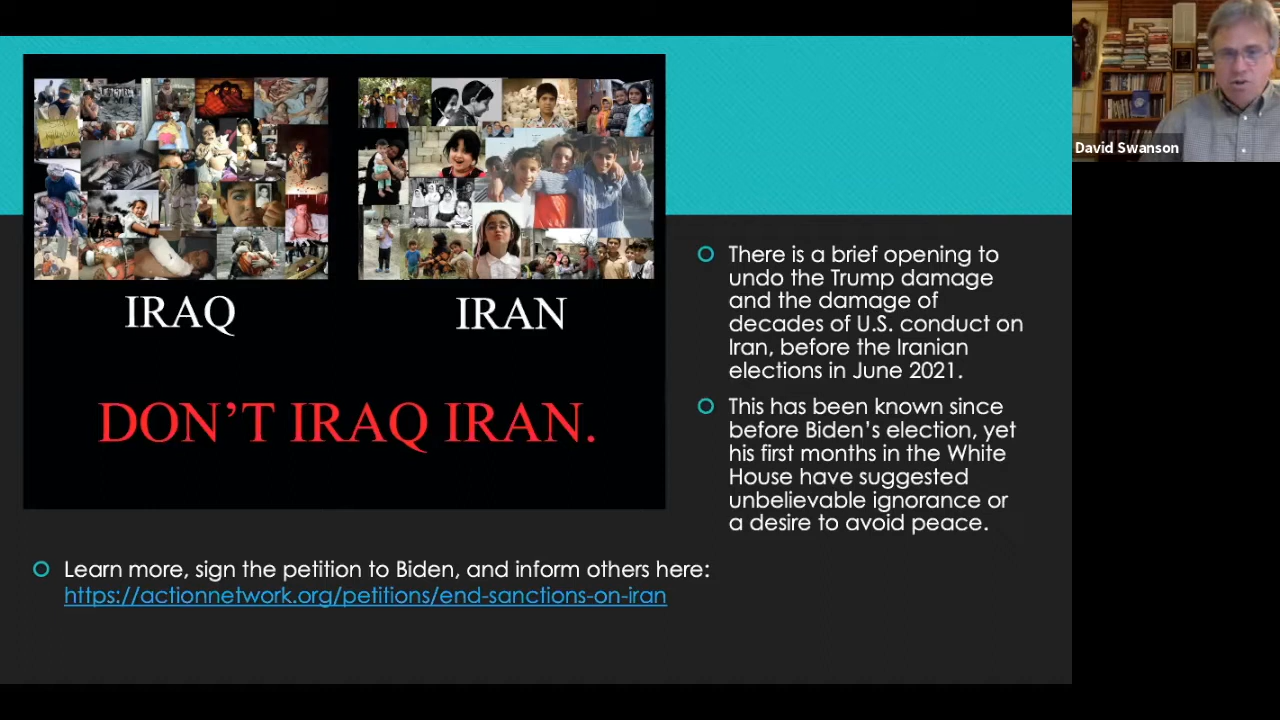 David Swanson
IRAQ
IRAN
DON'T IRAQ IRAN.
There is a brief opening to
undo the Trump damage
and the damage of
decades of U.S. conduct on
Iran, before the Iranian
elections in June 2021.
This has been known since
before Biden's election, yet
his first months in the White
House have suggested
unbelievable ignorance or
a desire to avoid peace.
Learn more, sign the petition to Biden, and inform others here:
https://actionnetwork.org/petitions/end-sanctions-on-iran